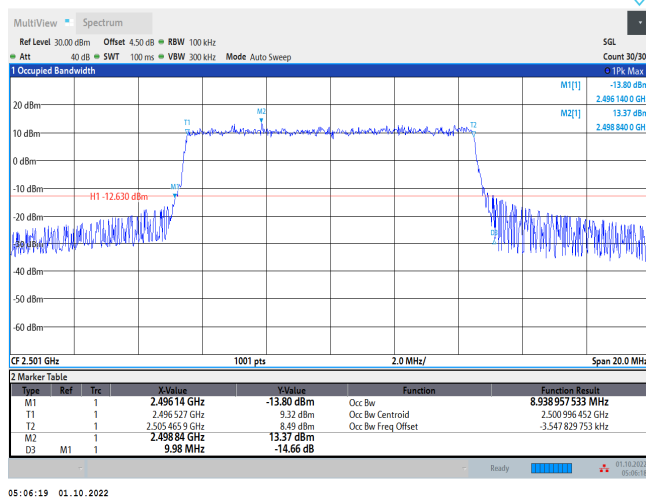 MultiView Spectrum
Ref Level 30.00 dBm Offset 4.50 dB RBW 100 kHz SGL
Att 40 dB SWT 100 ms VBW 300 kHz Mode Auto Sweep Count 30/30
1 Occupied Bandwidth 1Pk Max
M1[1] -13.80 dBm
2.496 140 0 GH
M2[1] 13.37 dBm
2.498 840 0 GH
20 dBm
M2
T1
T2
10 dBm
0 dBm
-10 dBm
M1
H1 -12.630 dBm
-20 dBm
D3
-30 dBm
-40 dBm
-50 dBm
-60 dBm
CF 2.501 GHz 1001 pts 2.0 MHz/ Span 20.0 MHz
2 Marker Table
Type Ref Trc X-Value Y-Value Function Function Result
M1 1 2.496 14 GHz -13.80 dBm Occ Bw 8.938 957 533 MHz
T1 1 2.496 527 GHz 9.32 dBm Occ Bw Centroid 2.500 996 452 GHz
T2 1 2.505 465 9 GHz 8.49 dBm Occ Bw Freq Offset -3.547 829 753 kHz
M2 1 2.498 84 GHz 13.37 dBm
D3 M1 1 9.98 MHz -14.66 dB
Ready 01.10.2022
05:06:18
05:06:19 01.10.2022